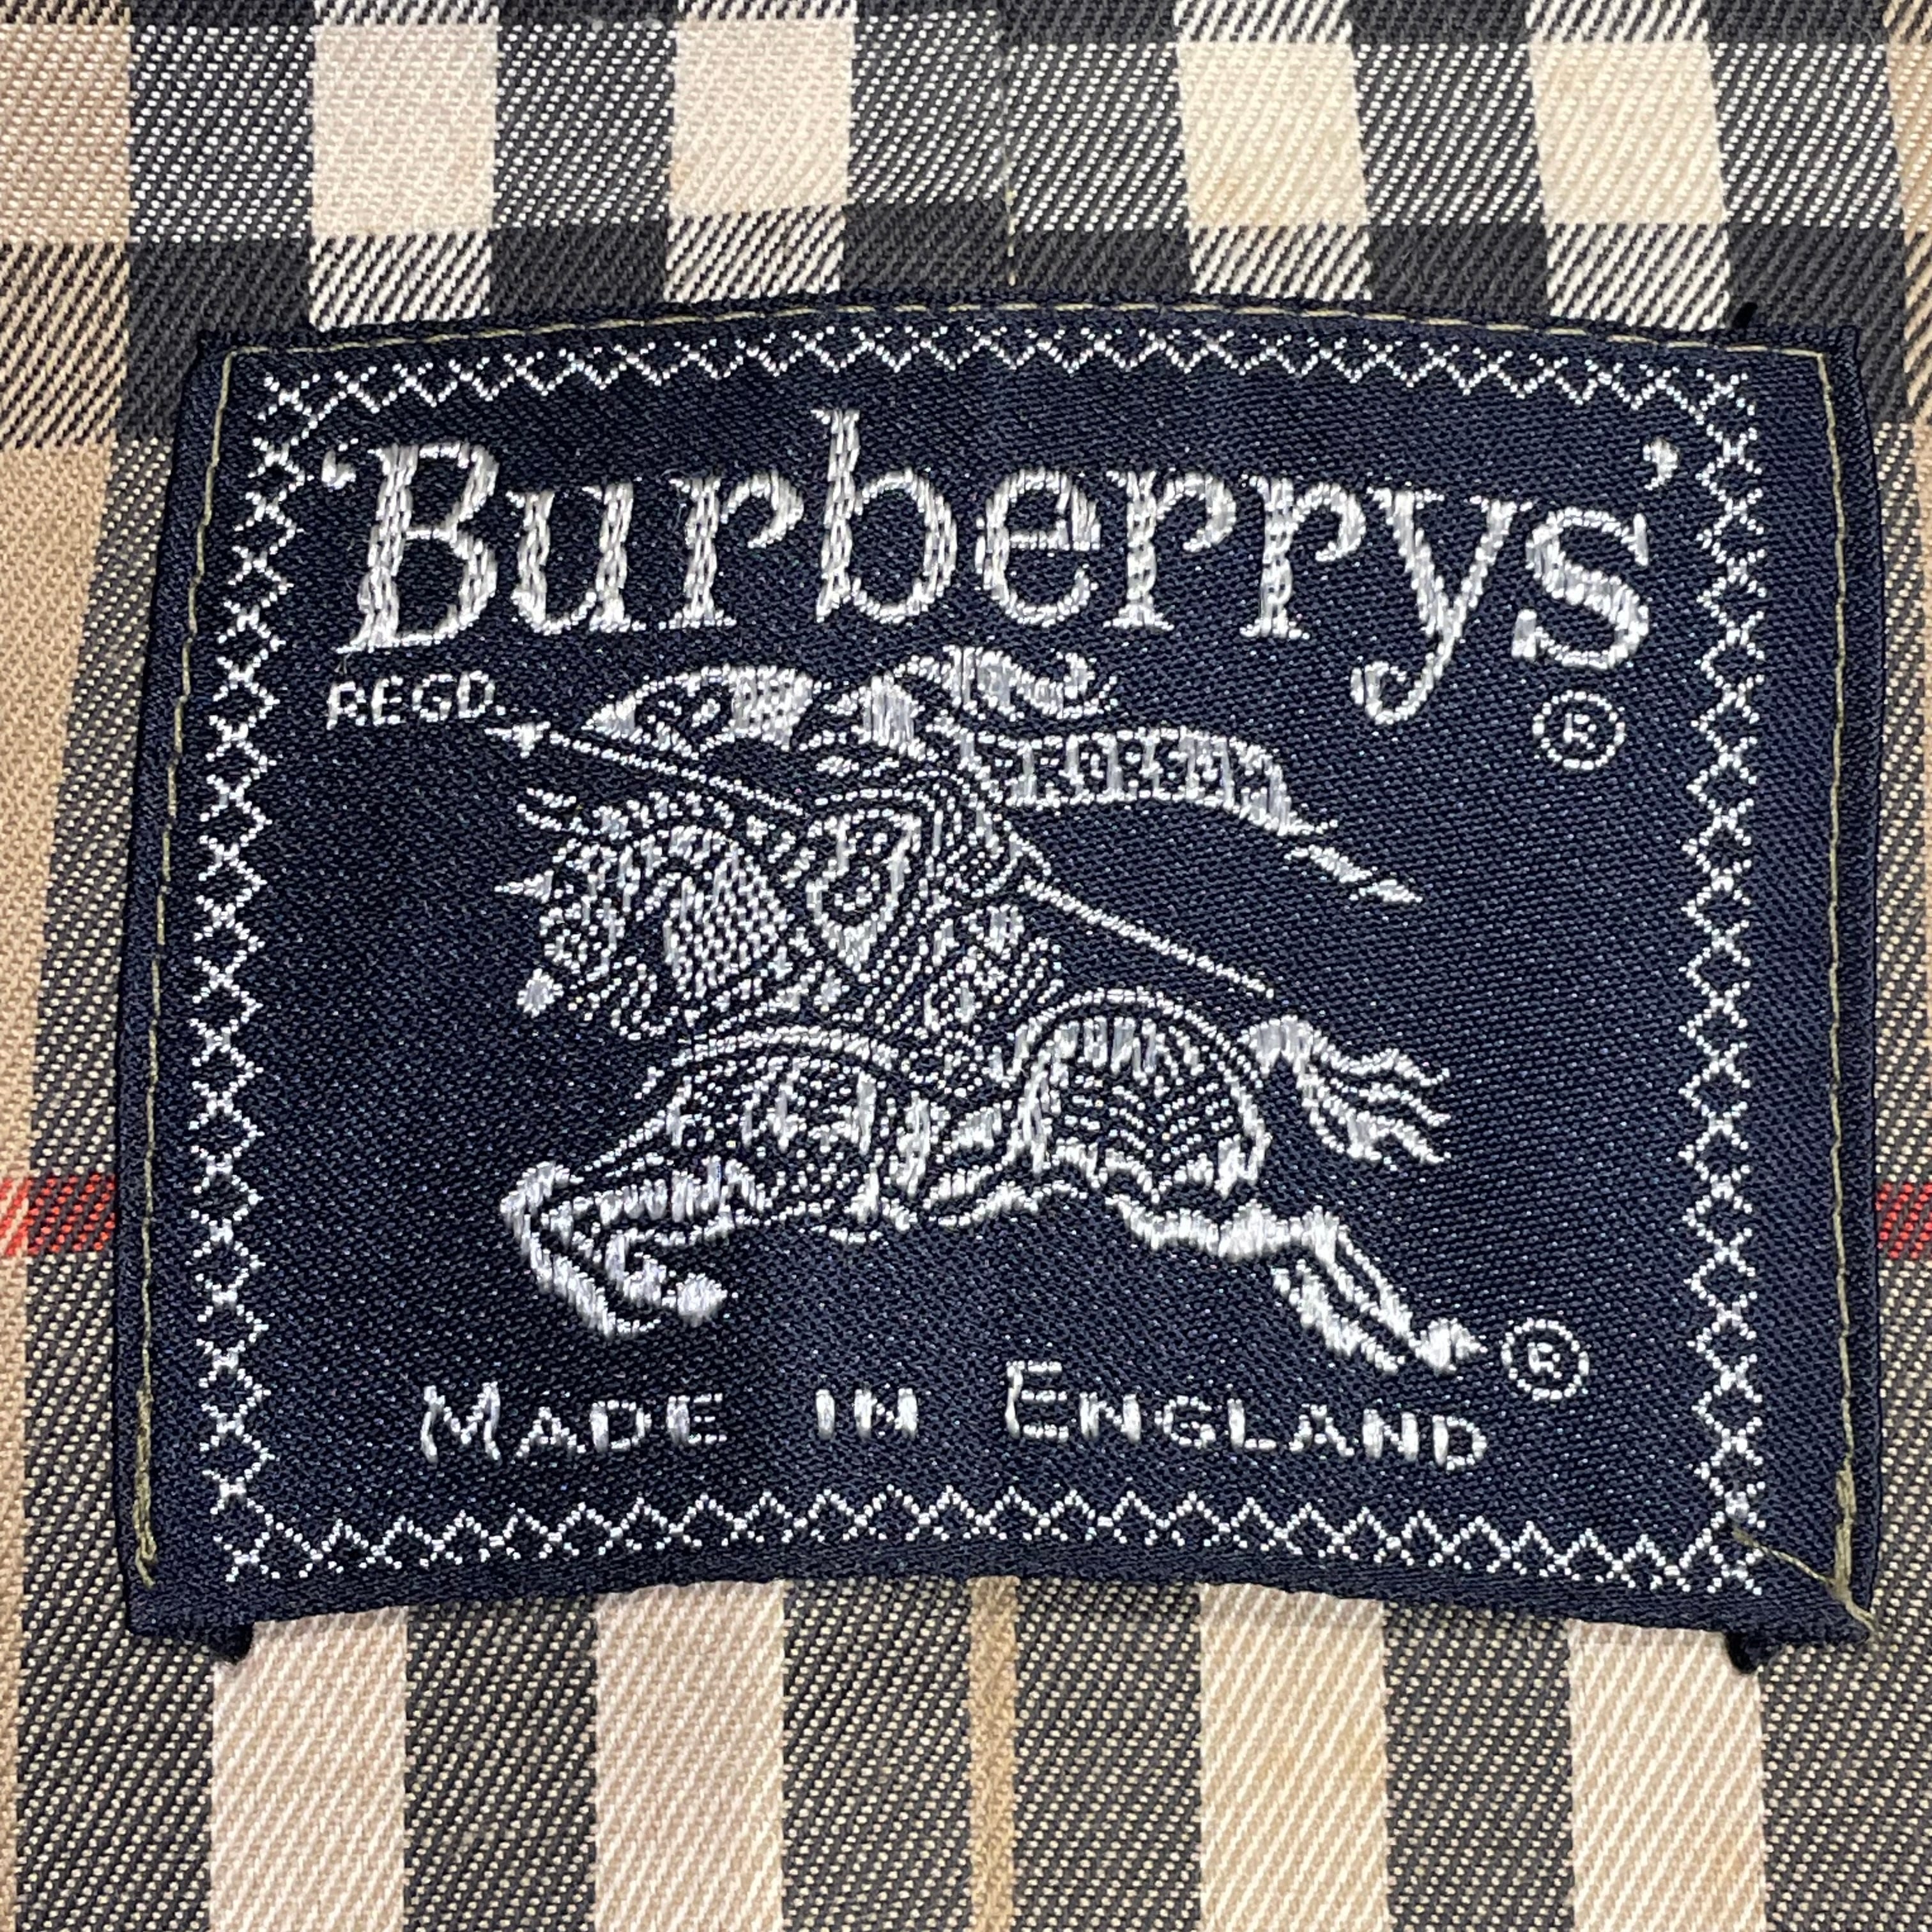 ‘Burberrys’
REGD. ®
®
MADE IN ENGLAND